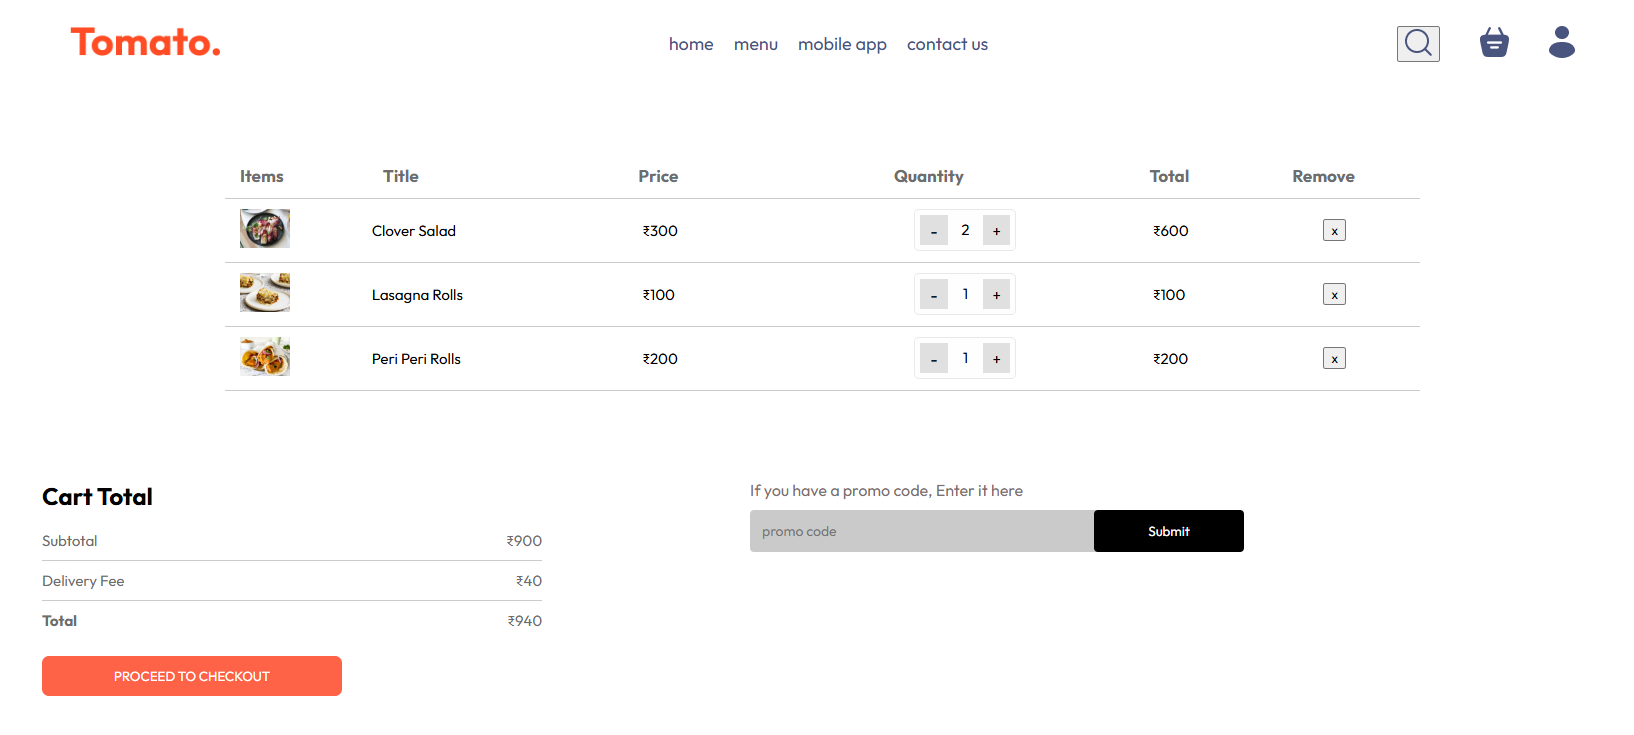 Tomato.
home menu mobile app contact us
Items Title Price Quantity Total Remove
Clover Salad ₹300 - 2 + ₹600 x
Lasagna Rolls ₹100 - 1 + ₹100 x
Peri Peri Rolls ₹200 - 1 + ₹200 x
Cart Total
Subtotal ₹900
Delivery Fee ₹40
Total ₹940
PROCEED TO CHECKOUT
If you have a promo code, Enter it here
promo code Submit